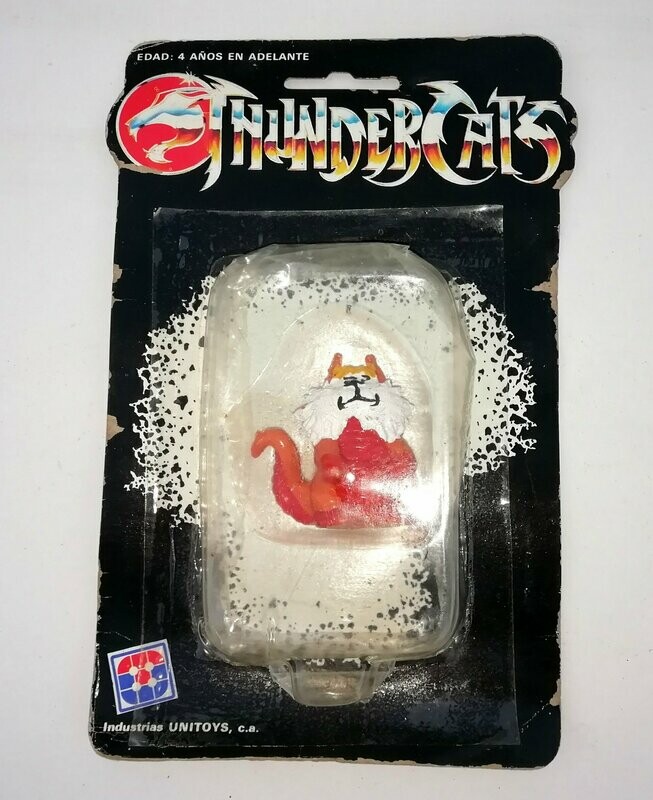 EDAD: 4 AÑOS EN ADELANTE
THUNDERCATS
Industrias UNITOYS, c.a.